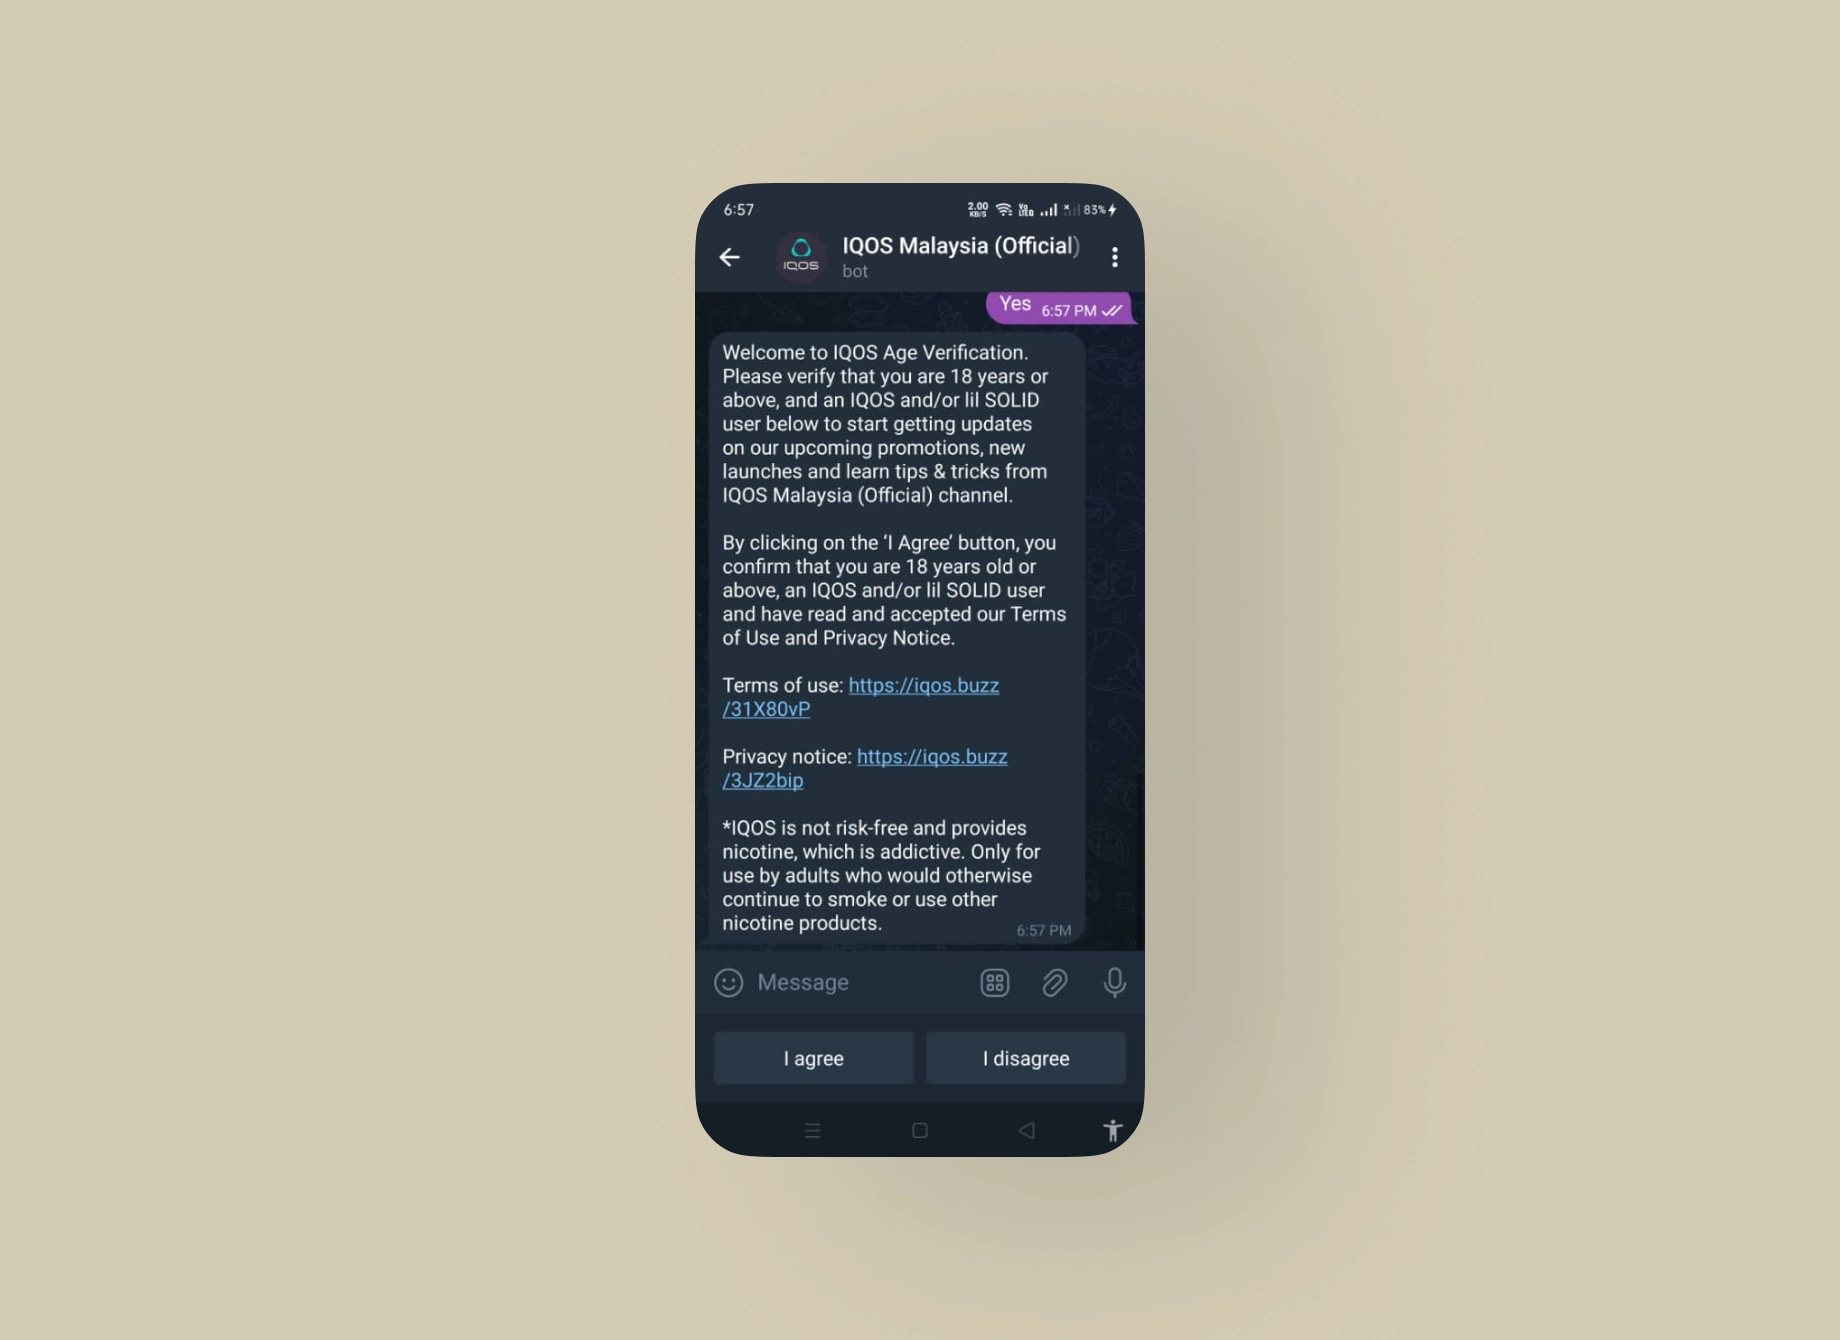 6:57
2.00
KB/S
Vo
LTE
83%
IQOS Malaysia (Official)
IQOS
bot
Yes 6:57 PM
Welcome to IQOS Age Verification.
Please verify that you are 18 years or
above, and an IQOS and/or lil SOLID
user below to start getting updates
on our upcoming promotions, new
launches and learn tips & tricks from
IQOS Malaysia (Official) channel.
By clicking on the ‘I Agree’ button, you
confirm that you are 18 years old or
above, an IQOS and/or lil SOLID user
and have read and accepted our Terms
of Use and Privacy Notice.
Terms of use: https://iqos.buzz
/31X80vP
Privacy notice: https://iqos.buzz
/3JZ2bip
*IQOS is not risk-free and provides
nicotine, which is addictive. Only for
use by adults who would otherwise
continue to smoke or use other
nicotine products.
6:57 PM
Message
I agree
I disagree